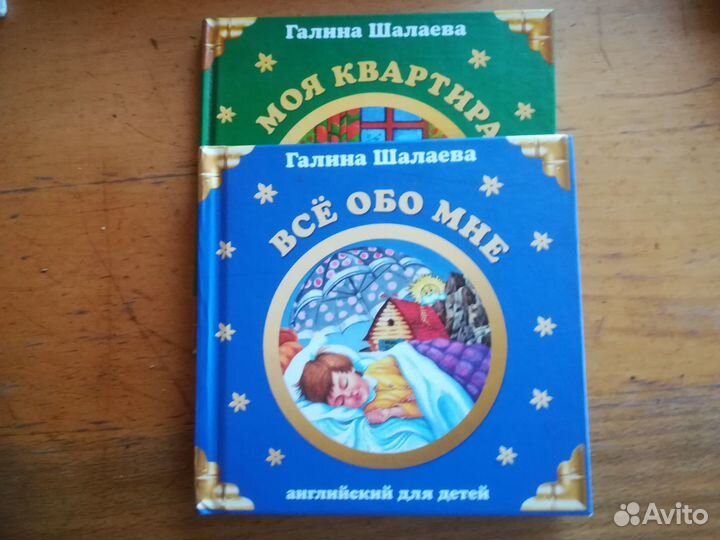 Галина Шалаева
МОЯ КВАРТИРА
Галина Шалаева
ВСЁ ОБО МНЕ
английский для детей
Avito